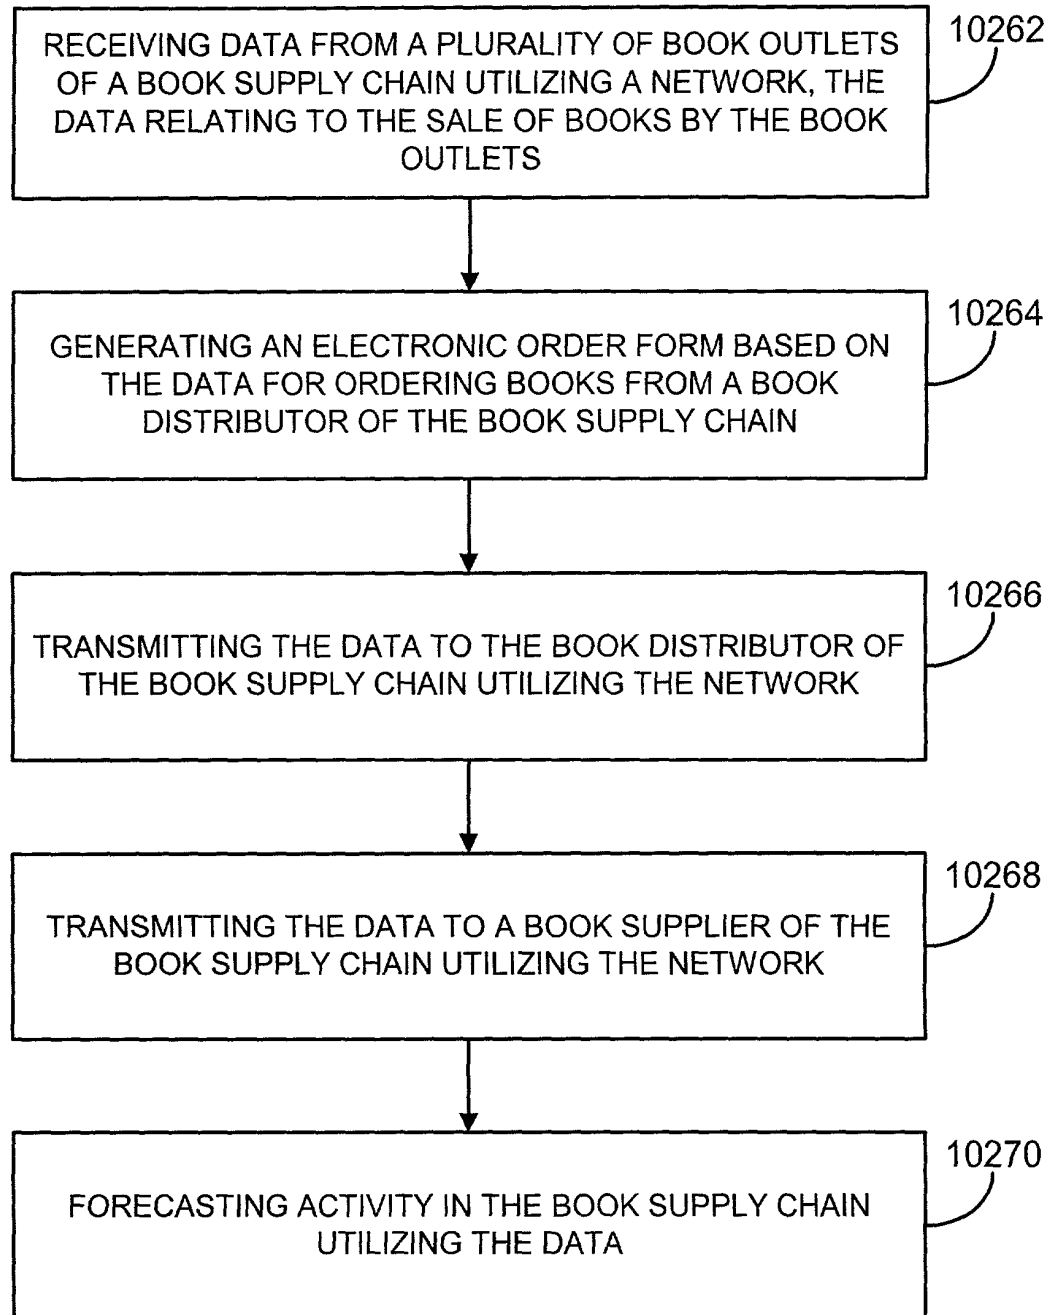 RECEIVING DATA FROM A PLURALITY OF BOOK OUTLETS
OF A BOOK SUPPLY CHAIN UTILIZING A NETWORK, THE
DATA RELATING TO THE SALE OF BOOKS BY THE BOOK
OUTLETS
10262
GENERATING AN ELECTRONIC ORDER FORM BASED ON
THE DATA FOR ORDERING BOOKS FROM A BOOK
DISTRIBUTOR OF THE BOOK SUPPLY CHAIN
10264
TRANSMITTING THE DATA TO THE BOOK DISTRIBUTOR OF
THE BOOK SUPPLY CHAIN UTILIZING THE NETWORK
10266
TRANSMITTING THE DATA TO A BOOK SUPPLIER OF THE
BOOK SUPPLY CHAIN UTILIZING THE NETWORK
10268
FORECASTING ACTIVITY IN THE BOOK SUPPLY CHAIN
UTILIZING THE DATA
10270